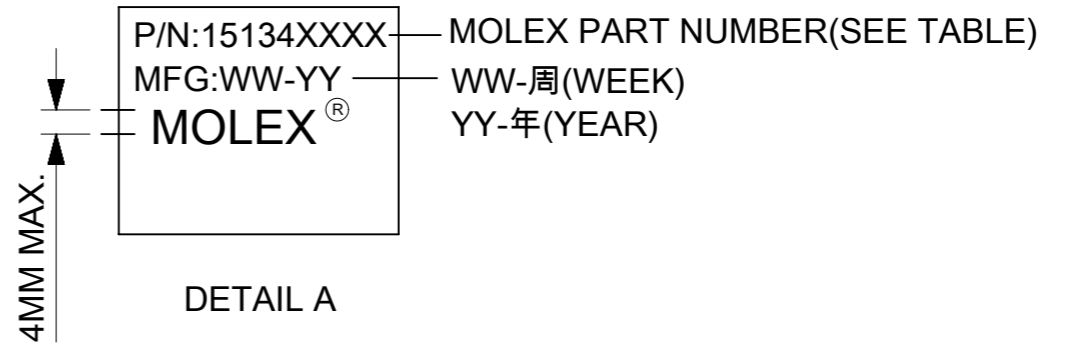 P/N:15134XXXX
MOLEX PART NUMBER(SEE TABLE)
MFG:WW-YY
WW-周(WEEK)
YY-年(YEAR)
MOLEX®
4MM MAX.
DETAIL A